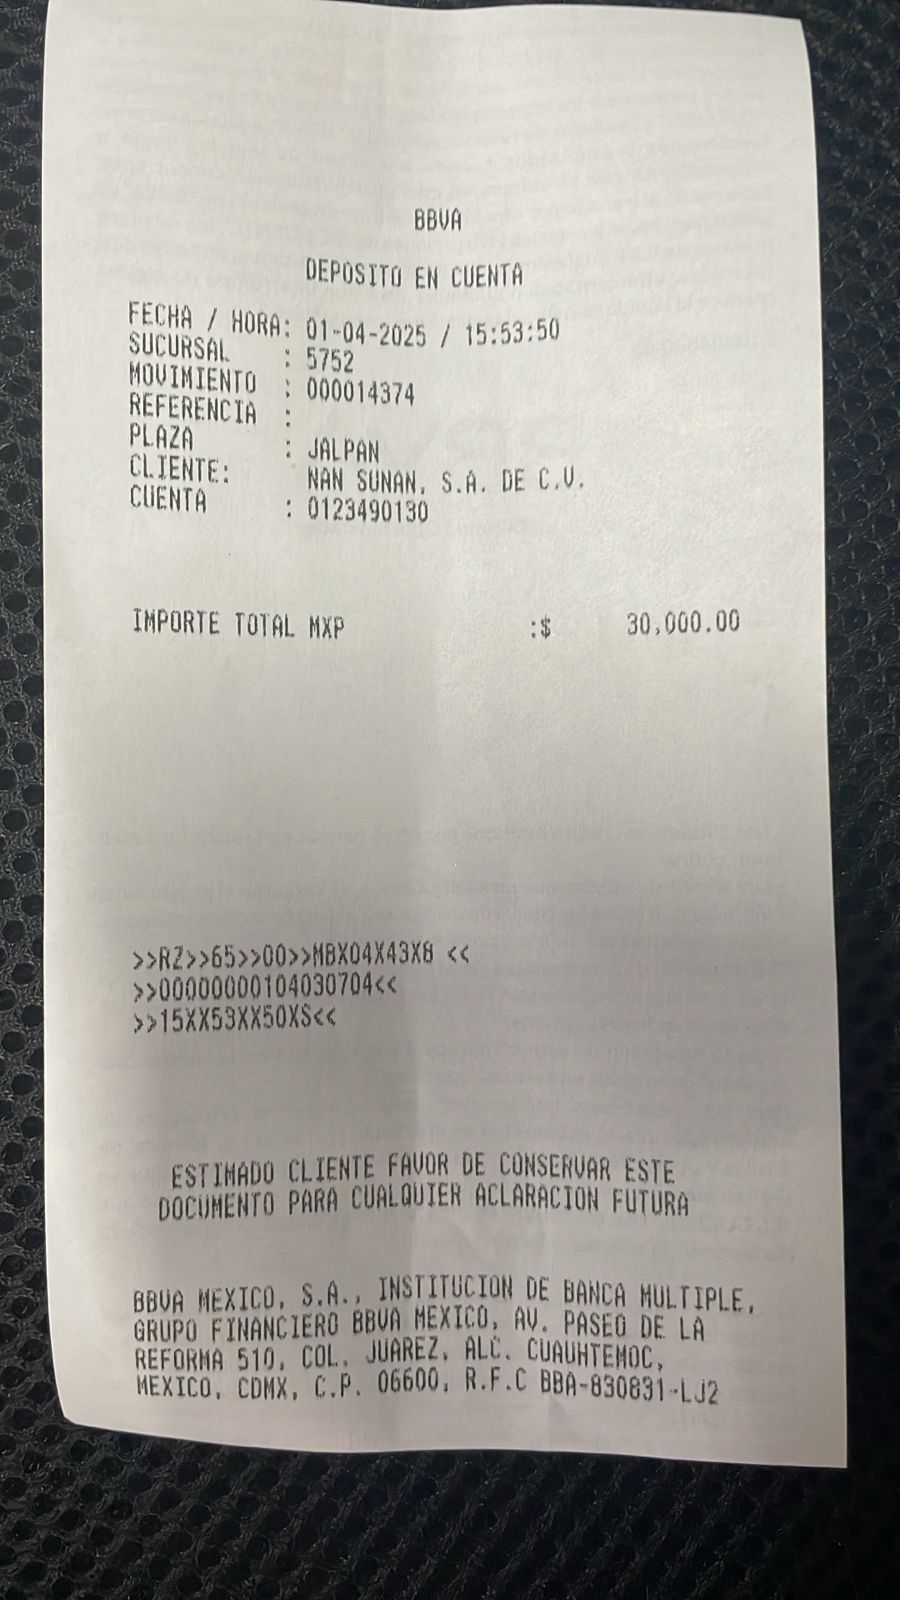 BBVA
DEPOSITO EN CUENTA
FECHA / HORA: 01-04-2025 / 15:53:50
SUCURSAL : 5752
MOVIMIENTO : 000014374
REFERENCIA :
PLAZA : JALPAN
CLIENTE: NAN SUNAN, S.A. DE C.V.
CUENTA : 0123490130
IMPORTE TOTAL MXP :$ 30,000.00
>>RZ>>65>>00>>MBX04X43X8 <<
>>00000000104030704<<
>>15XX53XX50XS<<
ESTIMADO CLIENTE FAVOR DE CONSERVAR ESTE
DOCUMENTO PARA CUALQUIER ACLARACION FUTURA
BBVA MEXICO, S.A., INSTITUCION DE BANCA MULTIPLE,
GRUPO FINANCIERO BBVA MEXICO, AV. PASEO DE LA
REFORMA 510, COL. JUAREZ, ALC. CUAUHTEMOC,
MEXICO, CDMX, C.P. 06600, R.F.C BBA-830831-LJ2